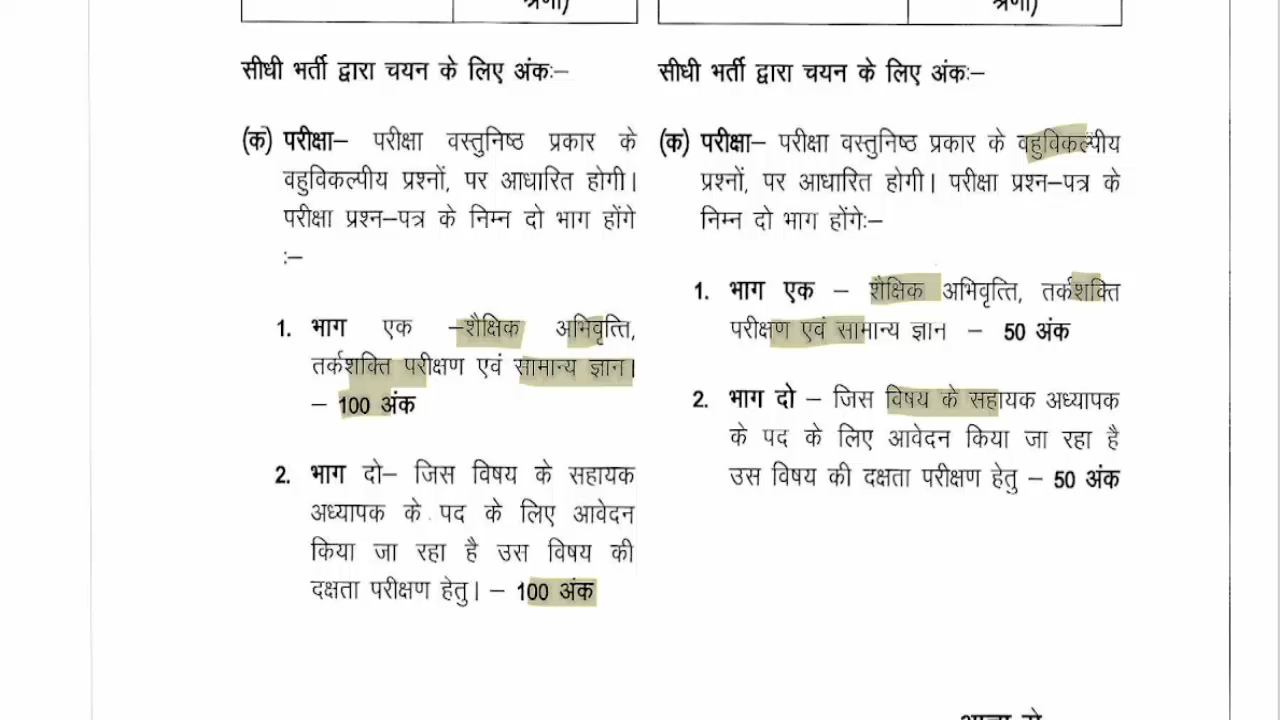 श्रेणी)
श्रेणी)
सीधी भर्ती द्वारा चयन के लिए अंकः–
(क) परीक्षा– परीक्षा वस्तुनिष्ठ प्रकार के
वहुविकल्पीय प्रश्नों, पर आधारित होगी।
परीक्षा प्रश्न–पत्र के निम्न दो भाग होंगे
:–
1. भाग एक –शैक्षिक अभिवृत्ति,
तर्कशक्ति परीक्षण एवं सामान्य ज्ञान।
– 100 अंक
2. भाग दो– जिस विषय के सहायक
अध्यापक के पद के लिए आवेदन
किया जा रहा है उस विषय की
दक्षता परीक्षण हेतु। – 100 अंक
सीधी भर्ती द्वारा चयन के लिए अंकः–
(क) परीक्षा– परीक्षा वस्तुनिष्ठ प्रकार के वहुविकल्पीय
प्रश्नों, पर आधारित होगी। परीक्षा प्रश्न–पत्र के
निम्न दो भाग होंगेः–
1. भाग एक – शैक्षिक अभिवृत्ति, तर्कशक्ति
परीक्षण एवं सामान्य ज्ञान – 50 अंक
2. भाग दो – जिस विषय के सहायक अध्यापक
के पद के लिए आवेदन किया जा रहा है
उस विषय की दक्षता परीक्षण हेतु – 50 अंक
आज्ञा से